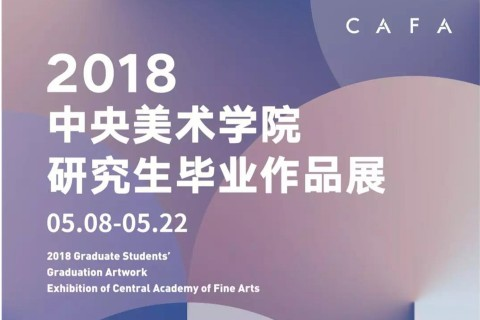 CAFA
2018
中央美术学院
研究生毕业作品展
05.08-05.22
2018 Graduate Students'
Graduation Artwork
Exhibition of Central Academy of Fine Arts